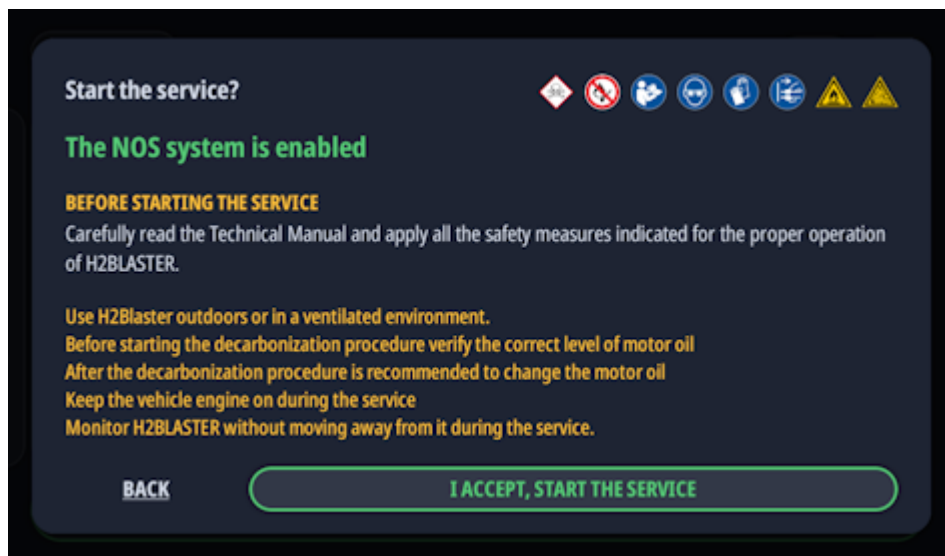 Start the service?
The NOS system is enabled
BEFORE STARTING THE SERVICE
Carefully read the Technical Manual and apply all the safety measures indicated for the proper operation
of H2BLASTER.
Use H2Blaster outdoors or in a ventilated environment.
Before starting the decarbonization procedure verify the correct level of motor oil
After the decarbonization procedure is recommended to change the motor oil
Keep the vehicle engine on during the service
Monitor H2BLASTER without moving away from it during the service.
BACK
I ACCEPT, START THE SERVICE